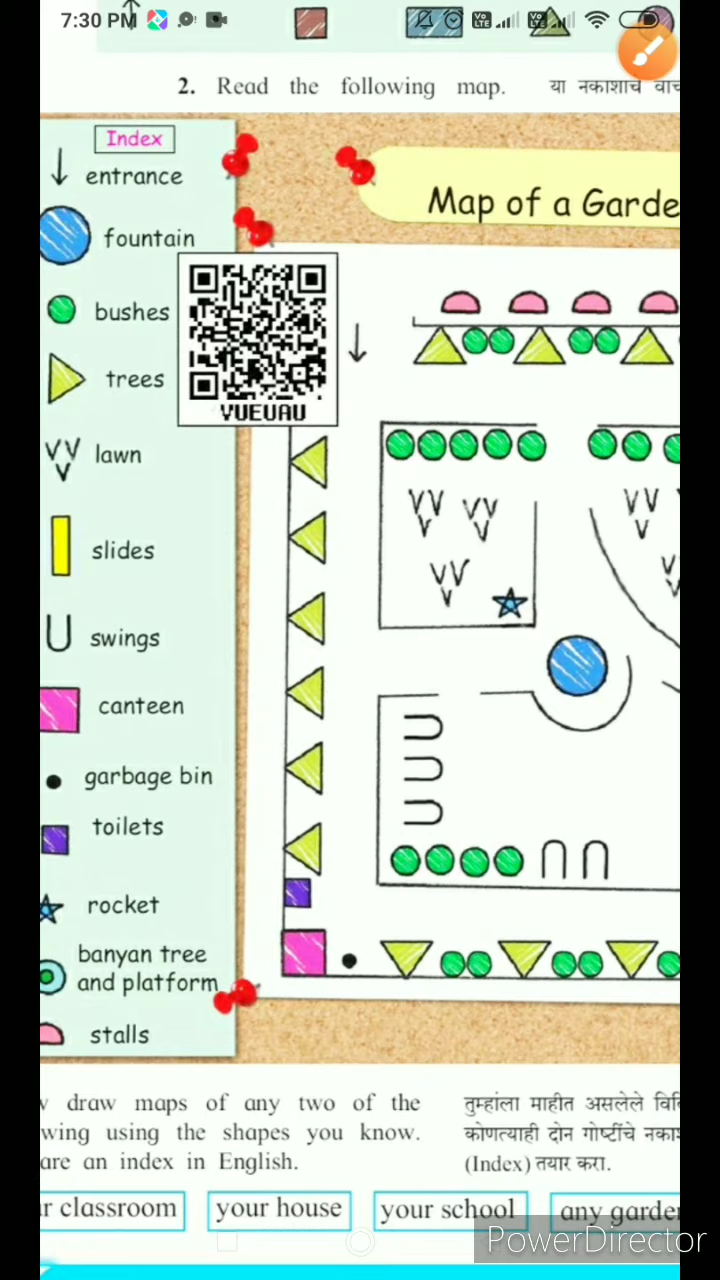 7:30 PM
2. Read the following map.
या नकाशाचे
Index
entrance
fountain
bushes
trees
lawn
slides
swings
canteen
garbage bin
toilets
rocket
banyan tree
and platform
stalls
Map of a Garde
VUEUAU
draw maps of any two of the
wing using the shapes you know.
are an index in English.
तुम्हांला माहीत असलेले
कोणत्याही दोन गोष्टींचे
(Index) तयार करा.
r classroom
your house
your school
any garde
PowerDirector